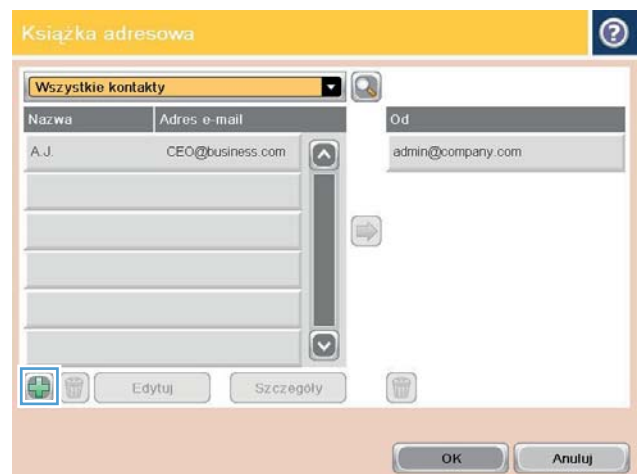 Książka adresowa
Wszystkie kontakty
Nazwa Adres e-mail Od
A.J. CEO@business.com admin@company.com
Edytuj Szczegóły
OK Anuluj